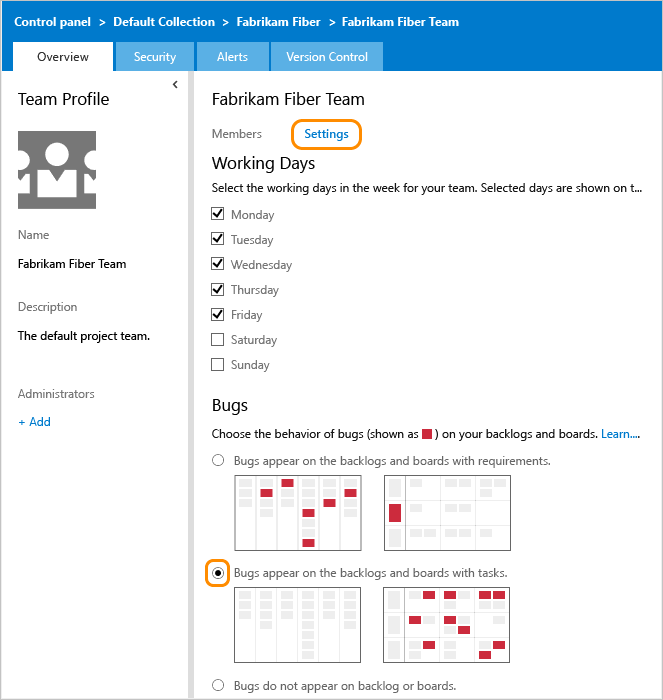 Control panel > Default Collection > Fabrikam Fiber > Fabrikam Fiber Team
Overview Security Alerts Version Control
Team Profile
Name
Fabrikam Fiber Team
Description
The default project team.
Administrators
+ Add
Fabrikam Fiber Team
Members Settings
Working Days
Select the working days in the week for your team. Selected days are shown on t...
Monday
Tuesday
Wednesday
Thursday
Friday
Saturday
Sunday
Bugs
Choose the behavior of bugs (shown as ) on your backlogs and boards. Learn....
Bugs appear on the backlogs and boards with requirements.
Bugs appear on the backlogs and boards with tasks.
Bugs do not appear on backlog or boards.